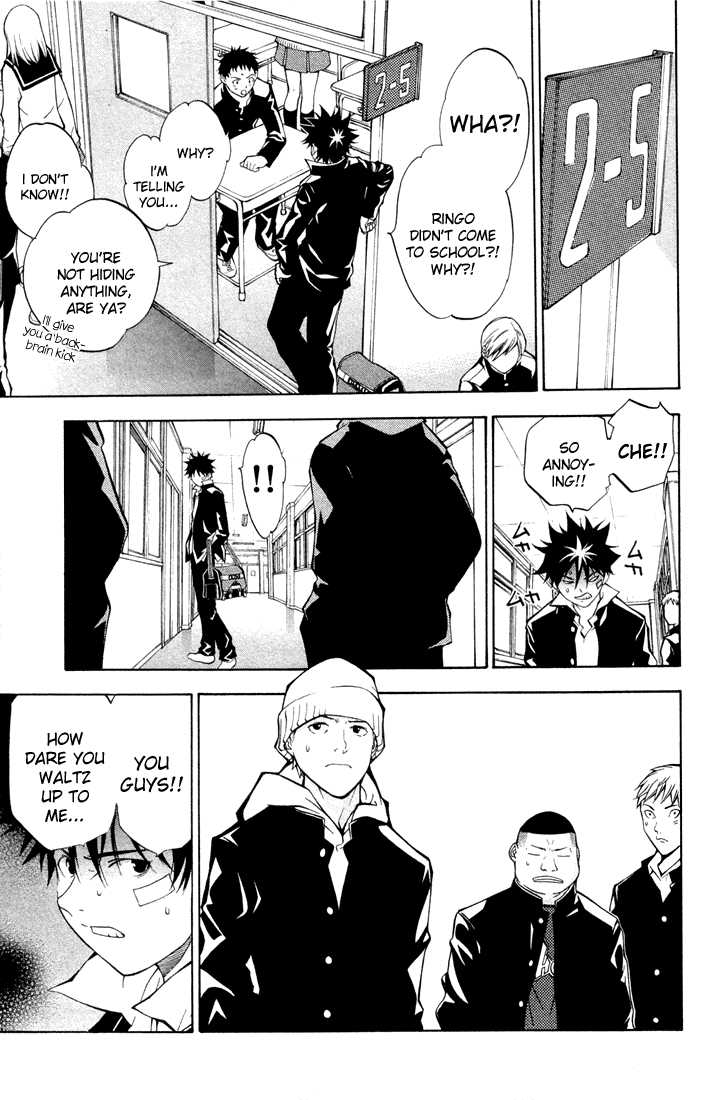 2-5
WHA?!
RINGO
DIDN'T COME
TO SCHOOL?!
WHY?!
2-5
WHY?
I'M
TELLING
YOU...
I DON'T
KNOW!!
YOU'RE
NOT HIDING
ANYTHING,
ARE YA?
I'll give
you a back-
brain kick
CHE!!
SO
ANNOY-
ING!!
ムカ
ムカ
!!
YOU
GUYS!!
HOW
DARE YOU
WALTZ
UP TO
ME...